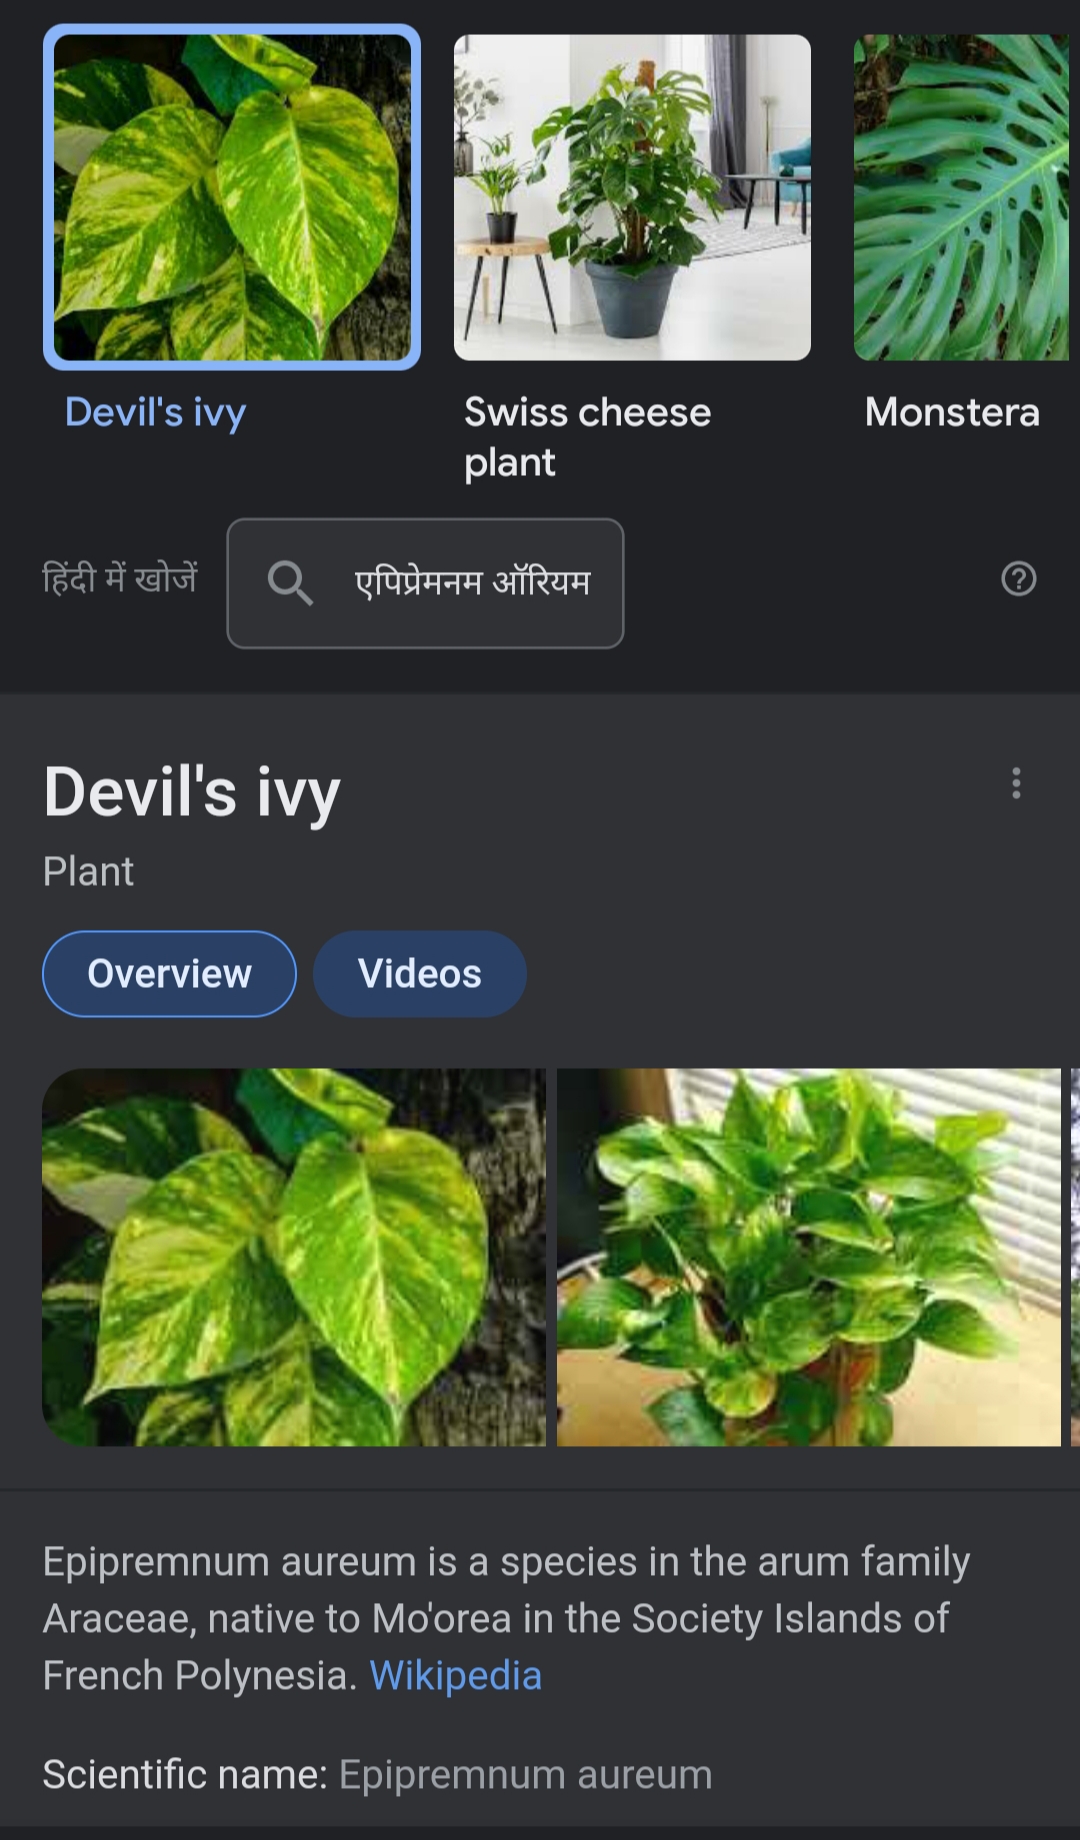 Devil's ivy
Swiss cheese
plant
Monstera
हिंदी में खोजें
एपिप्रेमनम ऑरियम
Devil's ivy
Plant
Overview
Videos
Epipremnum aureum is a species in the arum family
Araceae, native to Mo'orea in the Society Islands of
French Polynesia. Wikipedia
Scientific name: Epipremnum aureum